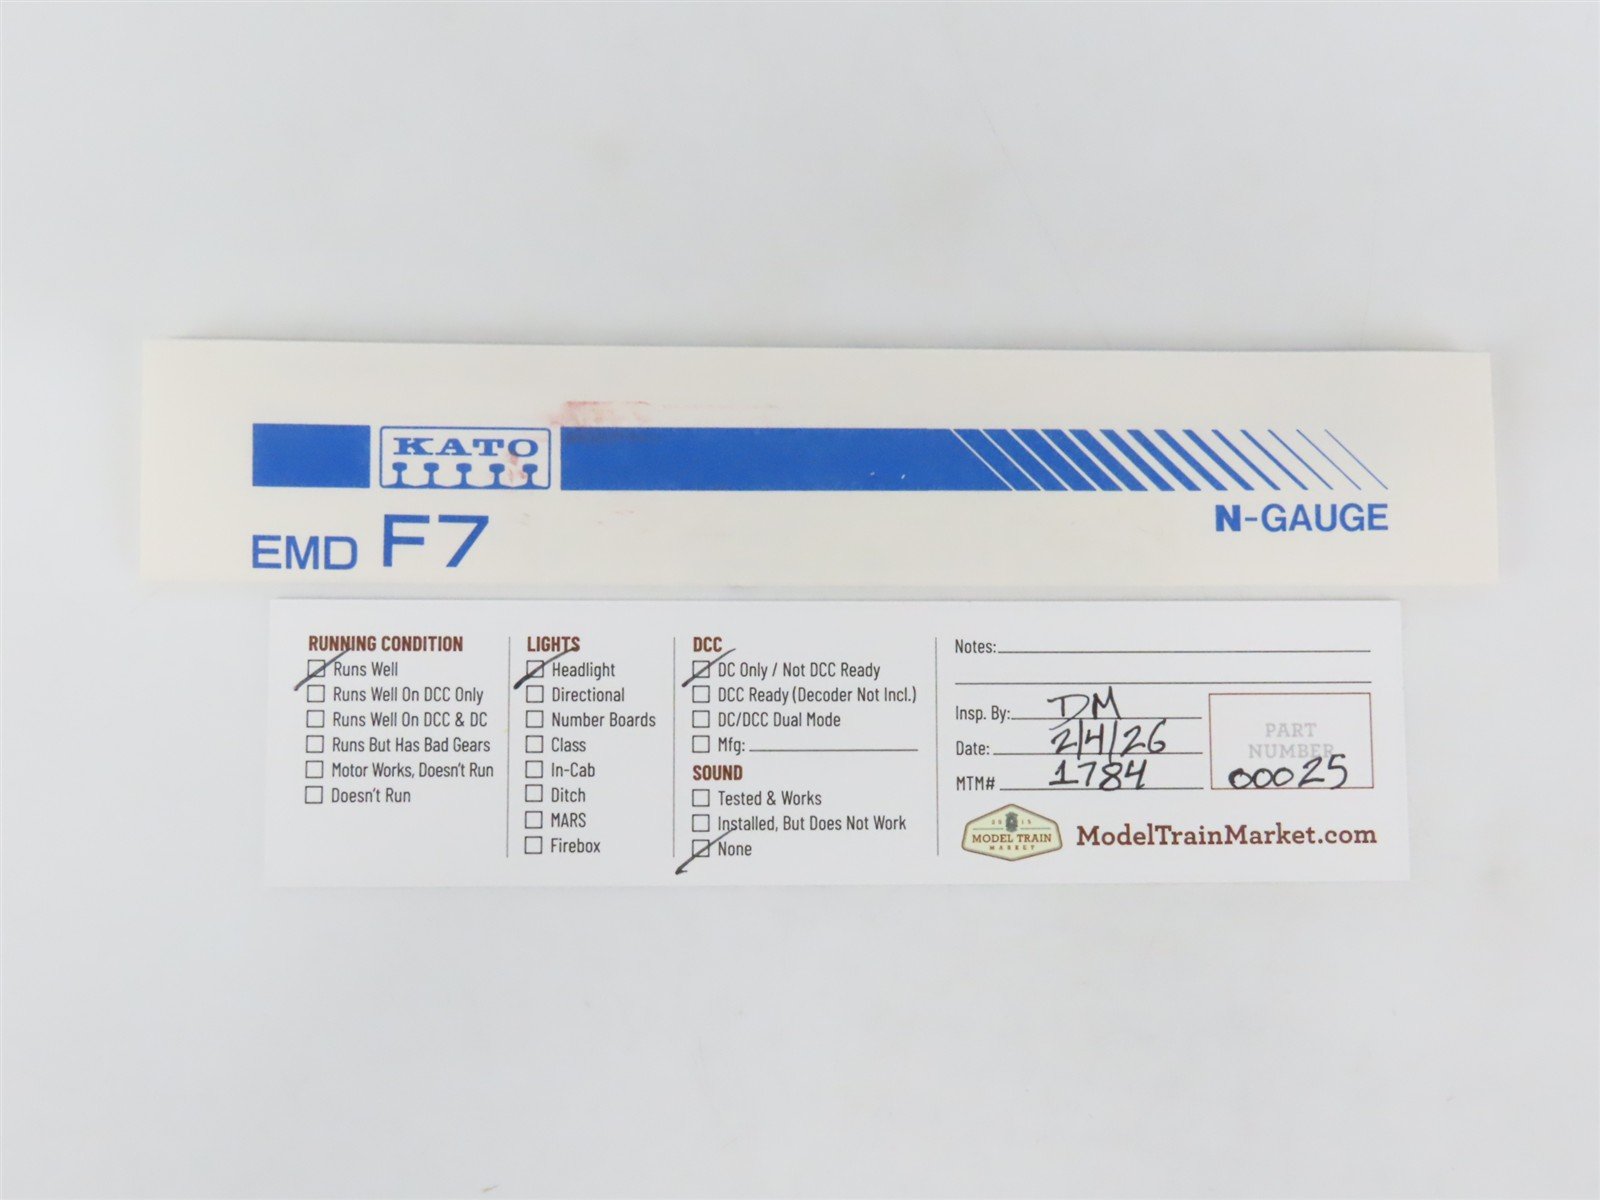 KATO
EMD F7
N-GAUGE
RUNNING CONDITION
Runs Well
Runs Well On DCC Only
Runs Well On DCC & DC
Runs But Has Bad Gears
Motor Works, Doesn't Run
Doesn't Run
LIGHTS
Headlight
Directional
Number Boards
Class
In-Cab
Ditch
MARS
Firebox
DCC
DC Only / Not DCC Ready
DCC Ready (Decoder Not Incl.)
DC/DCC Dual Mode
Mfg:
SOUND
Tested & Works
Installed, But Does Not Work
None
Notes:
Insp. By: DM
Date: 2/4/26
MTM# 1784
PART
NUMBER
00025
2015
MODEL TRAIN
MARKET
ModelTrainMarket.com